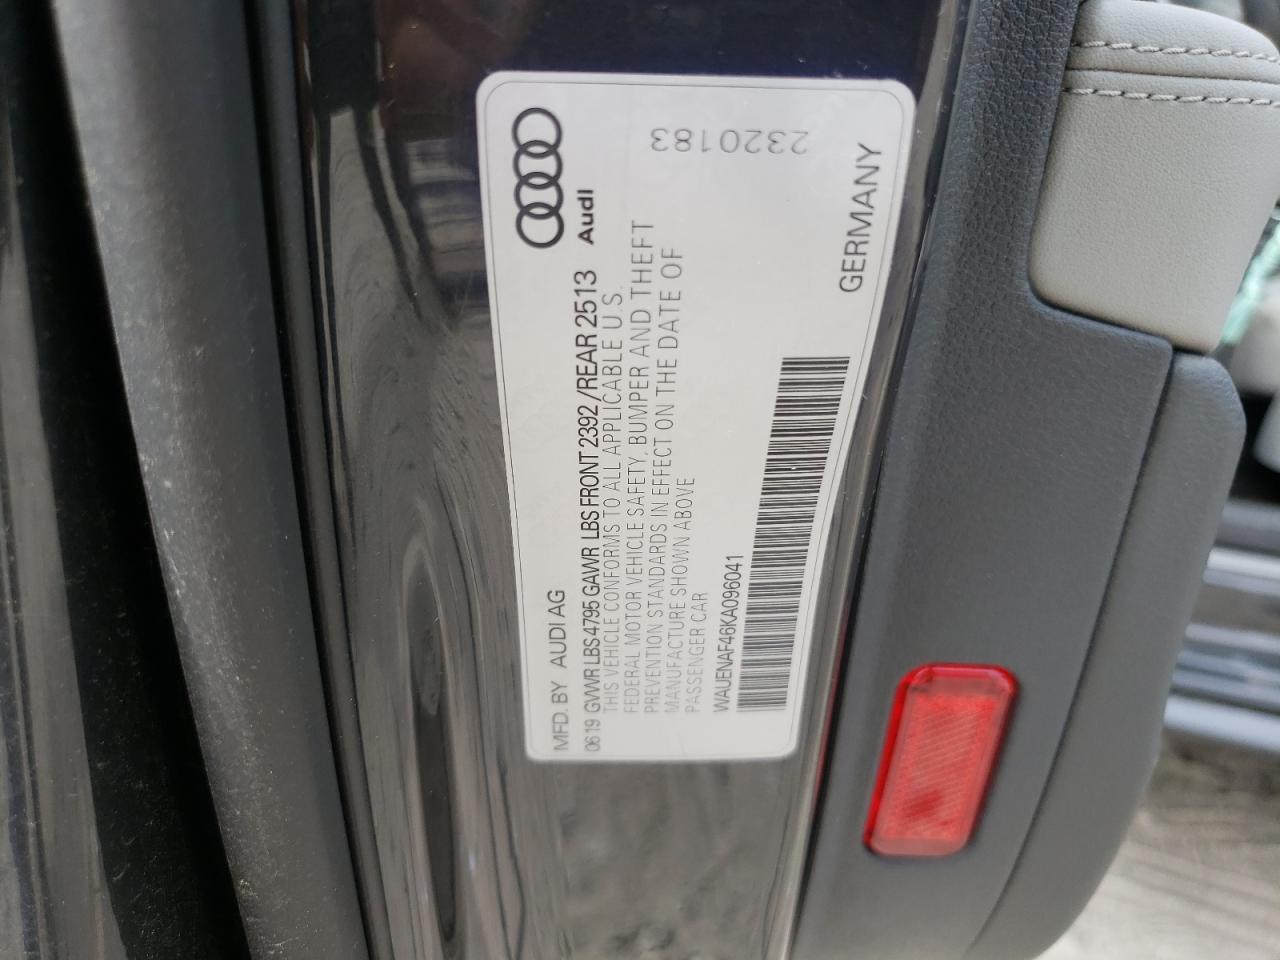 Audi
MFD. BY AUDI AG
0619 GVWR LBS 4795 GAWR LBS FRONT 2392 /REAR 2513
THIS VEHICLE CONFORMS TO ALL APPLICABLE U.S.
FEDERAL MOTOR VEHICLE SAFETY, BUMPER AND THEFT
PREVENTION STANDARDS IN EFFECT ON THE DATE OF
MANUFACTURE SHOWN ABOVE
PASSENGER CAR
WAUENAF46KA096041
GERMANY
2320183